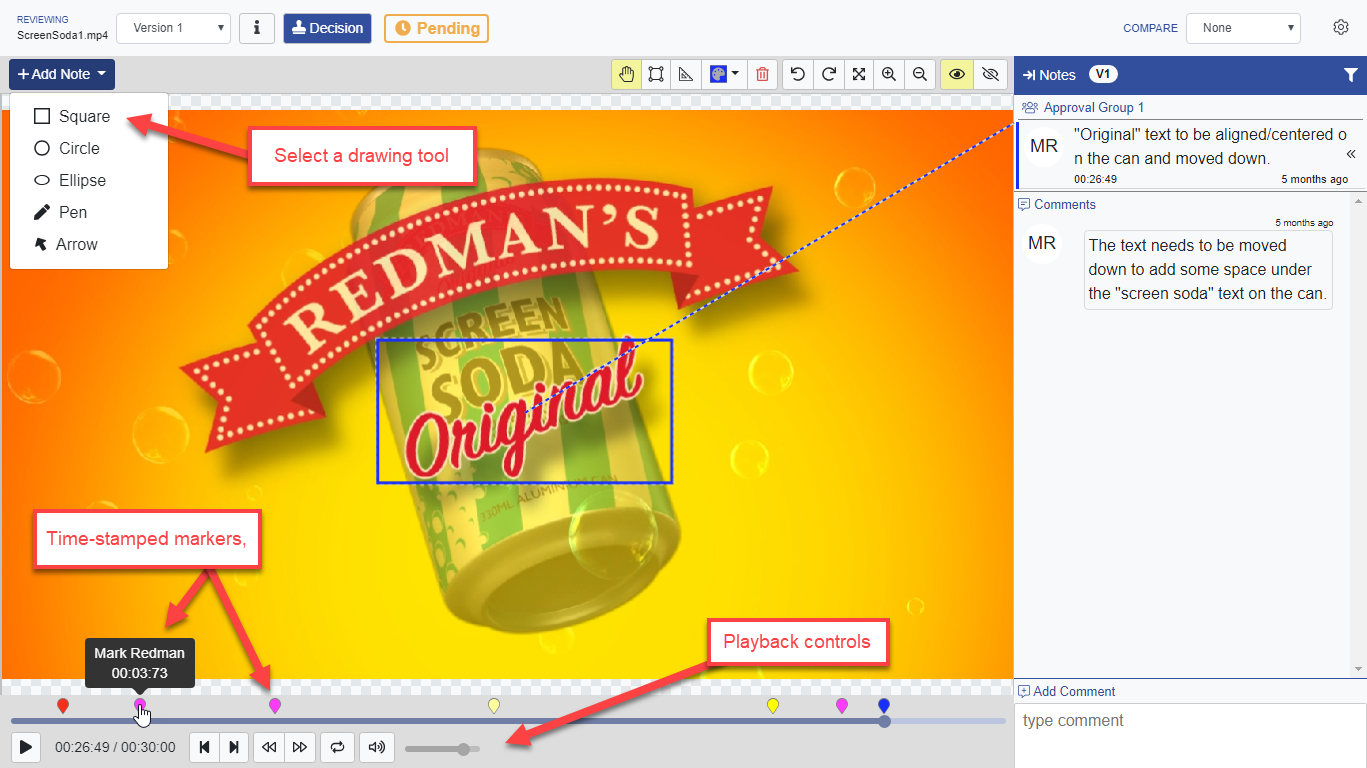 REVIEWING
ScreenSoda1.mp4
Version 1
i
Decision
Pending
COMPARE
None
+Add Note
Square
Circle
Ellipse
Pen
Arrow
Select a drawing tool
REDMAN'S
SCREEN
SODA
Original
330ML ALUMINIUM CAN
Time-stamped markers,
Mark Redman
00:03:73
Playback controls
00:26:49 / 00:30:00
Notes V1
Approval Group 1
MR
"Original" text to be aligned/centered o
n the can and moved down.
00:26:49 5 months ago
Comments
5 months ago
MR
The text needs to be moved
down to add some space under
the "screen soda" text on the can.
Add Comment
type comment